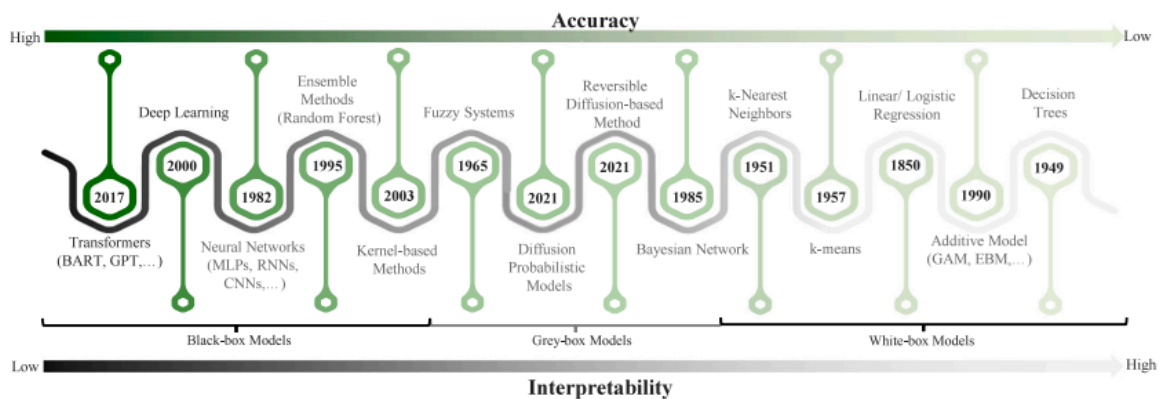 Accuracy
High
Low
Deep Learning
Ensemble
Methods
(Random Forest)
Fuzzy Systems
Reversible
Diffusion-based
Method
k-Nearest
Neighbors
Linear/ Logistic
Regression
Decision
Trees
2017
2000
1982
1995
2003
1965
2021
2021
1985
1951
1957
1850
1990
1949
Transformers
(BART, GPT,...)
Neural Networks
(MLPs, RNNs,
CNNs,...)
Kernel-based
Methods
Diffusion
Probabilistic
Models
Bayesian Network
k-means
Additive Model
(GAM, EBM,...)
Black-box Models
Grey-box Models
White-box Models
Low
High
Interpretability